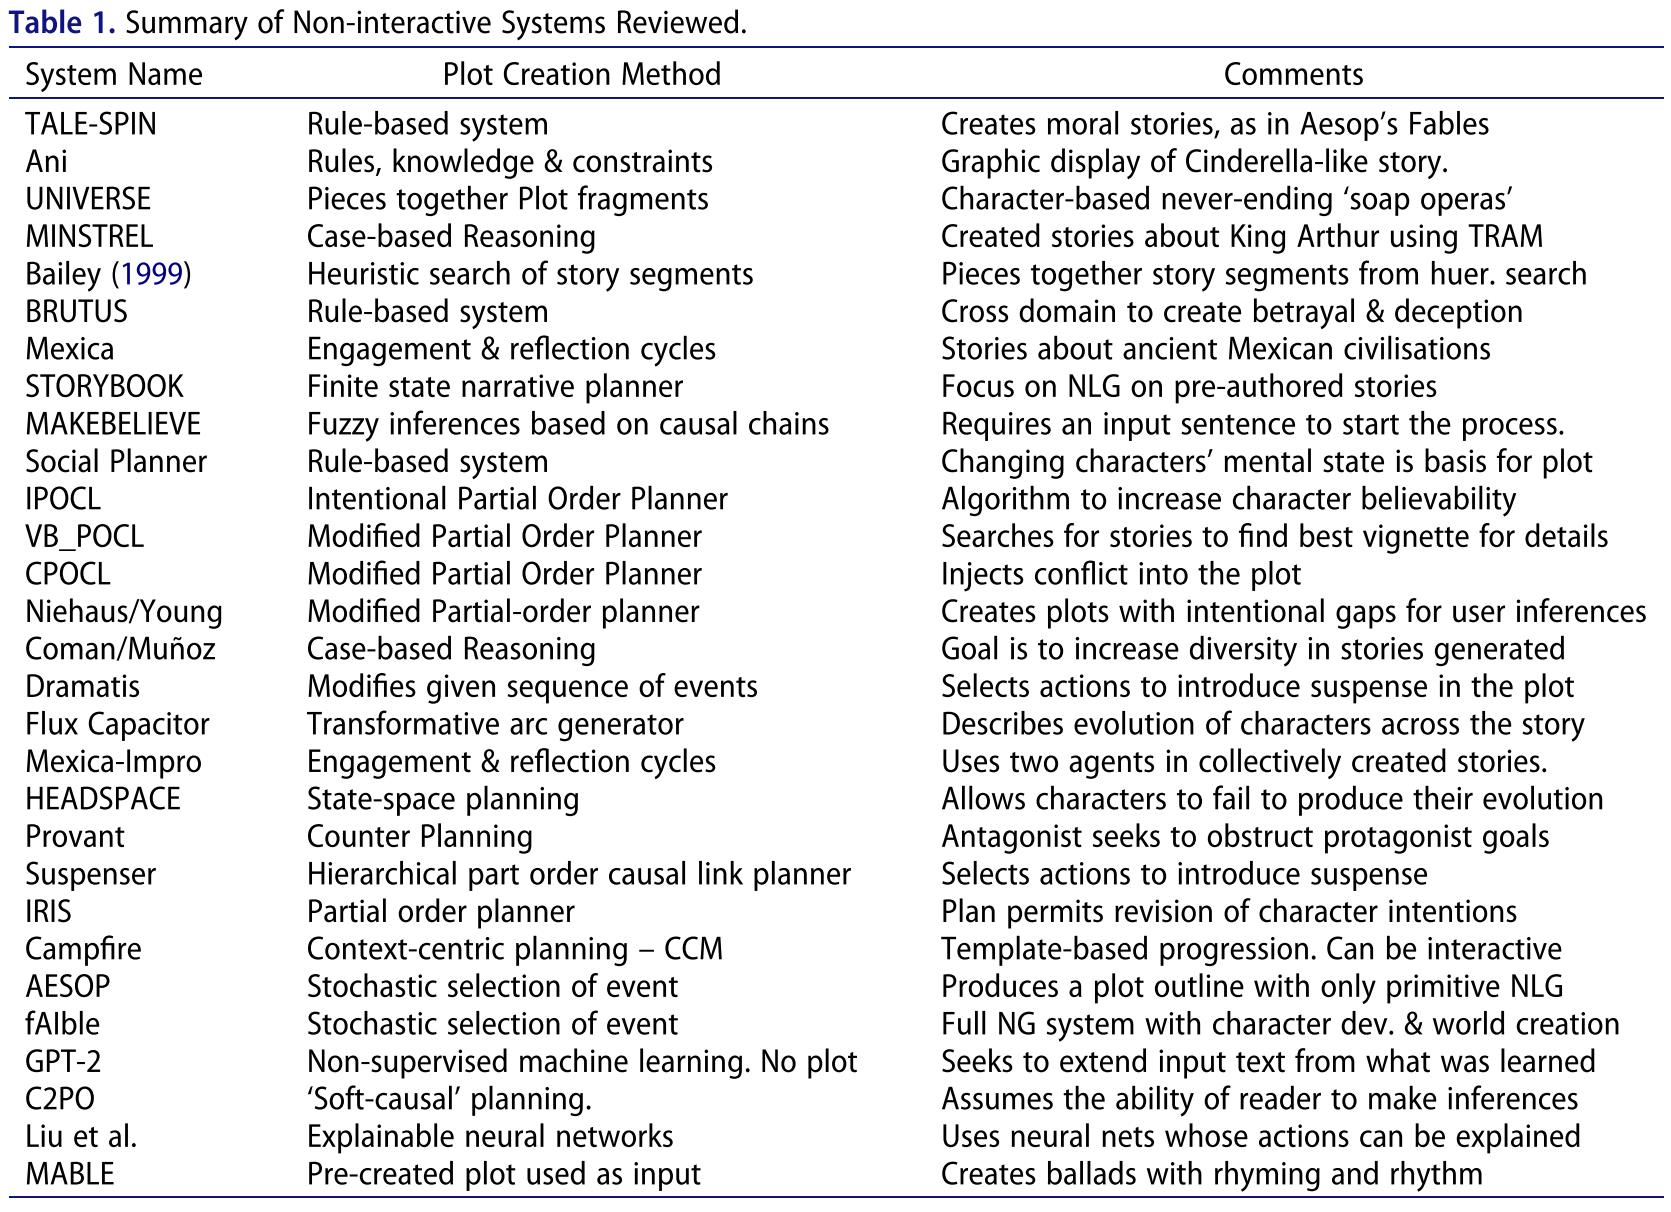 Table 1. Summary of Non-interactive Systems Reviewed.
System Name Plot Creation Method Comments
TALE-SPIN Rule-based system Creates moral stories, as in Aesop’s Fables
Ani Rules, knowledge & constraints Graphic display of Cinderella-like story.
UNIVERSE Pieces together Plot fragments Character-based never-ending ‘soap operas’
MINSTREL Case-based Reasoning Created stories about King Arthur using TRAM
Bailey (1999) Heuristic search of story segments Pieces together story segments from huer. search
BRUTUS Rule-based system Cross domain to create betrayal & deception
Mexica Engagement & reflection cycles Stories about ancient Mexican civilisations
STORYBOOK Finite state narrative planner Focus on NLG on pre-authored stories
MAKEBELIEVE Fuzzy inferences based on causal chains Requires an input sentence to start the process.
Social Planner Rule-based system Changing characters’ mental state is basis for plot
IPOCL Intentional Partial Order Planner Algorithm to increase character believability
VB_POCL Modified Partial Order Planner Searches for stories to find best vignette for details
CPOCL Modified Partial Order Planner Injects conflict into the plot
Niehaus/Young Modified Partial-order planner Creates plots with intentional gaps for user inferences
Coman/Muñoz Case-based Reasoning Goal is to increase diversity in stories generated
Dramatis Modifies given sequence of events Selects actions to introduce suspense in the plot
Flux Capacitor Transformative arc generator Describes evolution of characters across the story
Mexica-Impro Engagement & reflection cycles Uses two agents in collectively created stories.
HEADSPACE State-space planning Allows characters to fail to produce their evolution
Provant Counter Planning Antagonist seeks to obstruct protagonist goals
Suspenser Hierarchical part order causal link planner Selects actions to introduce suspense
IRIS Partial order planner Plan permits revision of character intentions
Campfire Context-centric planning – CCM Template-based progression. Can be interactive
AESOP Stochastic selection of event Produces a plot outline with only primitive NLG
fAIble Stochastic selection of event Full NG system with character dev. & world creation
GPT-2 Non-supervised machine learning. No plot Seeks to extend input text from what was learned
C2PO ‘Soft-causal’ planning. Assumes the ability of reader to make inferences
Liu et al. Explainable neural networks Uses neural nets whose actions can be explained
MABLE Pre-created plot used as input Creates ballads with rhyming and rhythm